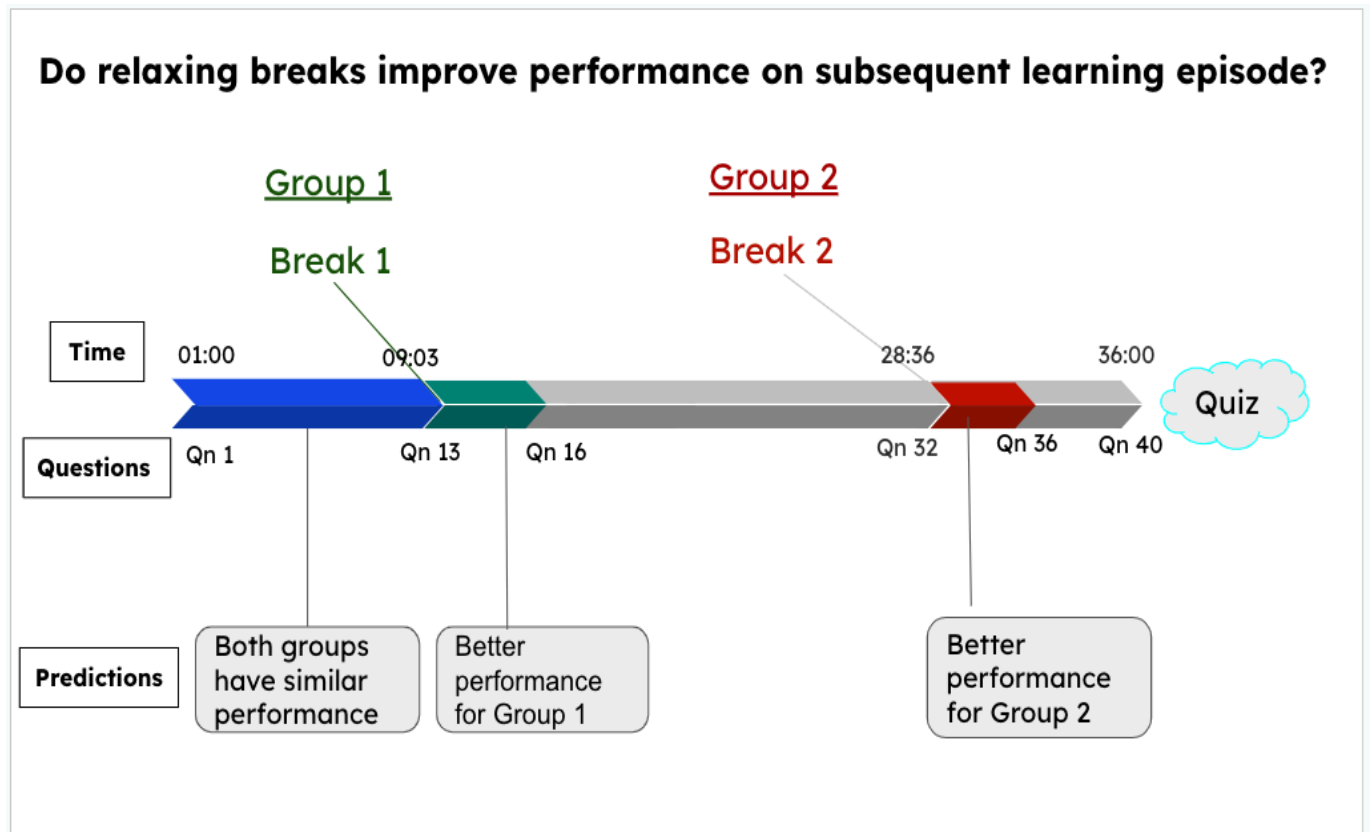 Do relaxing breaks improve performance on subsequent learning episode?
Group 1
Group 2
Break 1
Break 2
Time
01:00
09:03
28:36
36:00
Quiz
Questions
Qn 1
Qn 13
Qn 16
Qn 32
Qn 36
Qn 40
Predictions
Both groups
have similar
performance
Better
performance
for Group 1
Better
performance
for Group 2